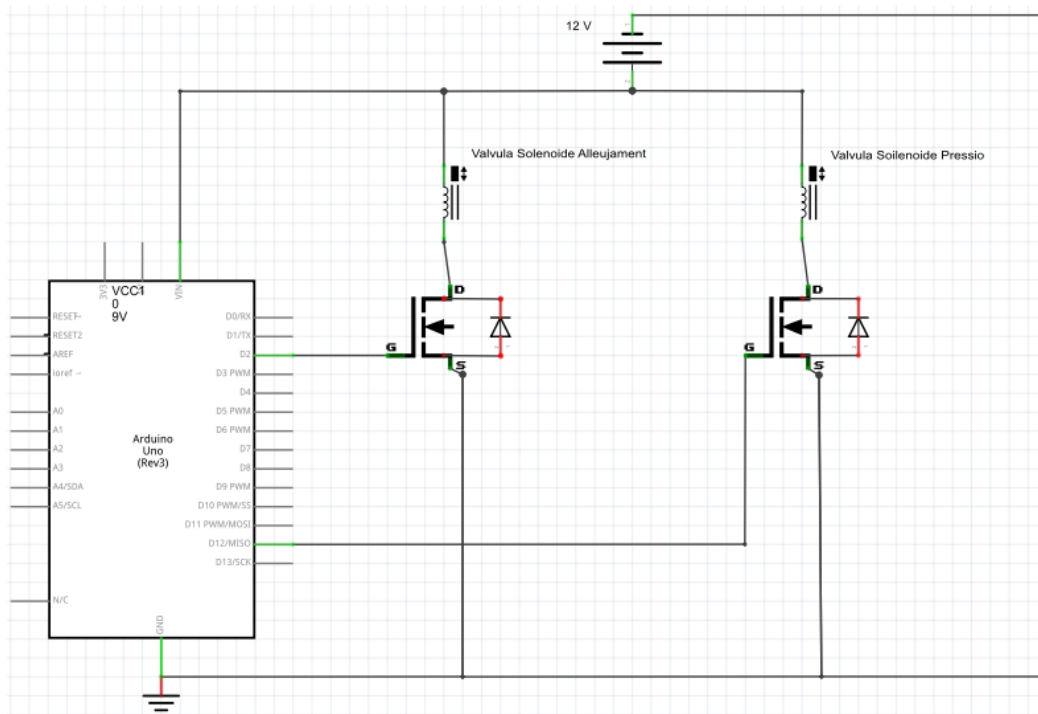 12 V
1
2
Valvula Solenoide Alleujament
Valvula Soilenoide Pressio
3V3
VCC1
0
9V
VIN
RESET
RESET2
AREF
ioref
A0
A1
A2
A3
A4/SDA
A5/SCL
N/C
Arduino
Uno
(Rev3)
D0/RX
D1/TX
D2
D3 PWM
D4
D5 PWM
D6 PWM
D7
D8
D9 PWM
D10 PWM/SS
D11 PWM/MOSI
D12/MISO
D13/SCK
GND
D
G
S
D
G
S